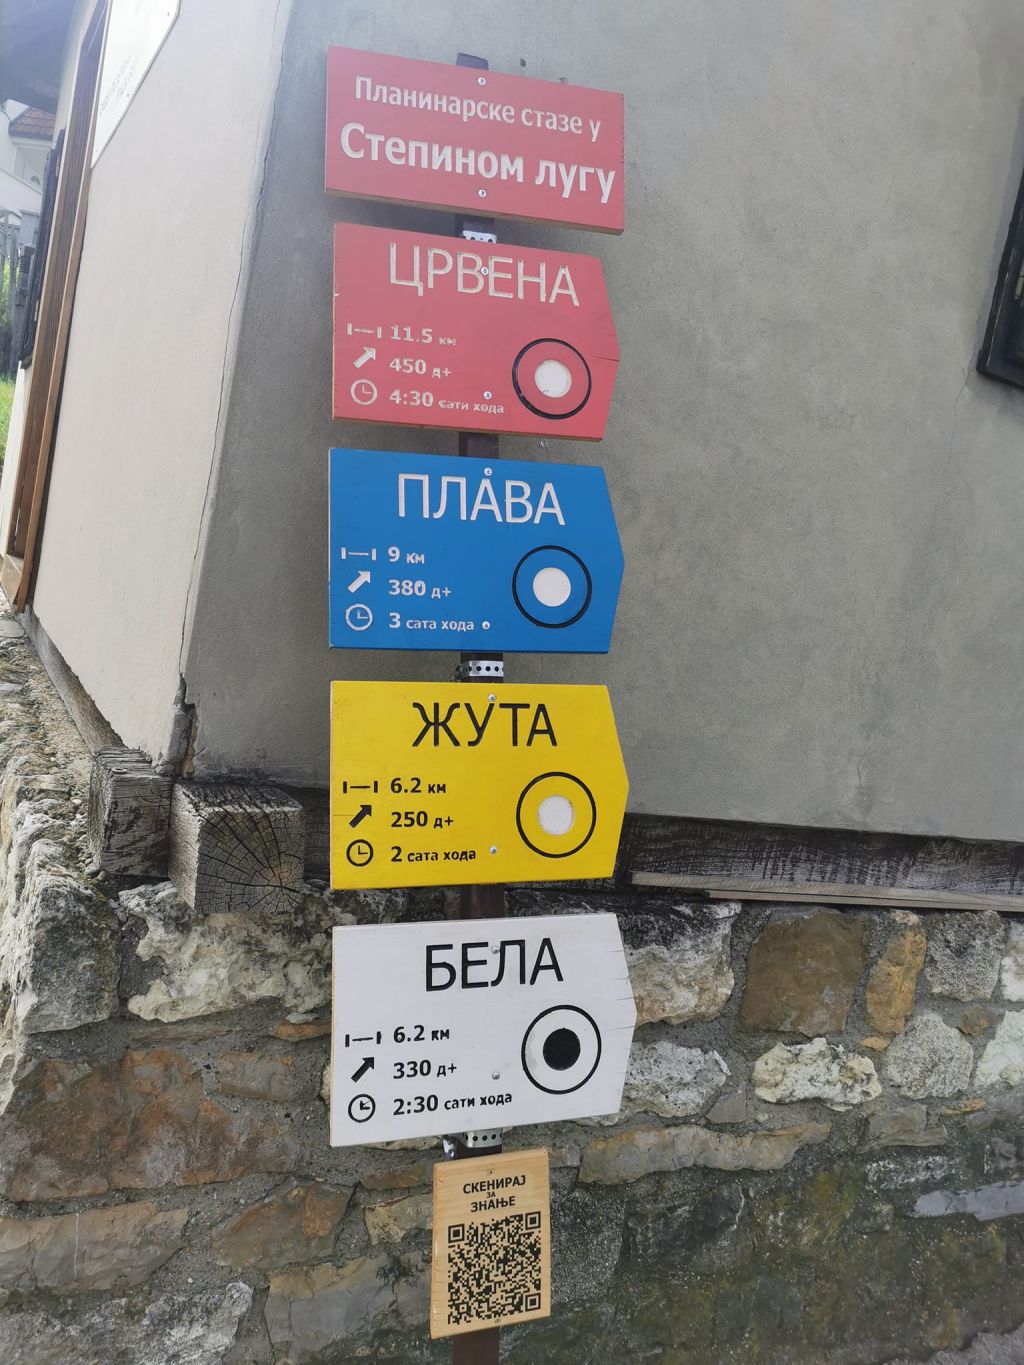 Планинарске стазе у
Степином лугу
ЦРВЕНА
11.5 км
450 д+
4:30 сати хода
ПЛАВА
9 км
380 д+
3 сата хода
ЖУТА
6.2 км
250 д+
2 сата хода
БЕЛА
6.2 км
330 д+
2:30 сати хода
СКЕНИРАЈ
ЗА
ЗНАЊЕ